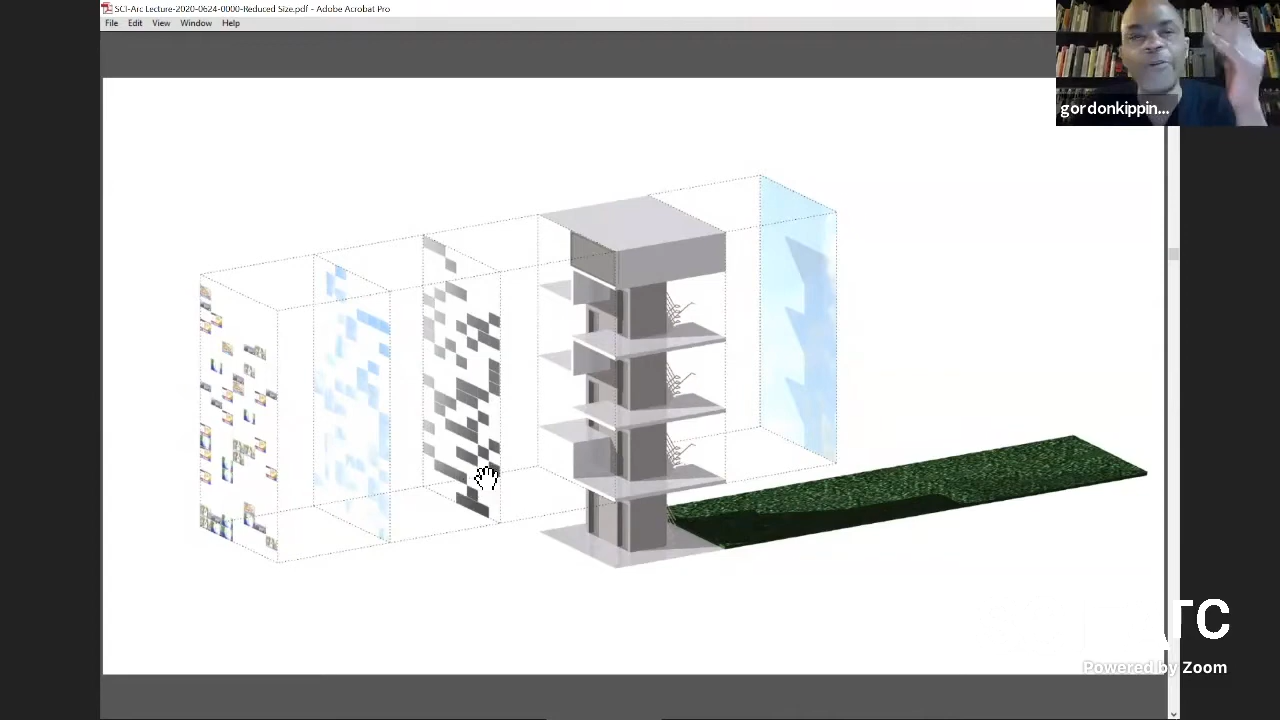 SCI-Arc Lecture-2020-0624-0000-Reduced Size.pdf - Adobe Acrobat Pro
File Edit View Window Help
gordonkippin...
Powered by Zoom